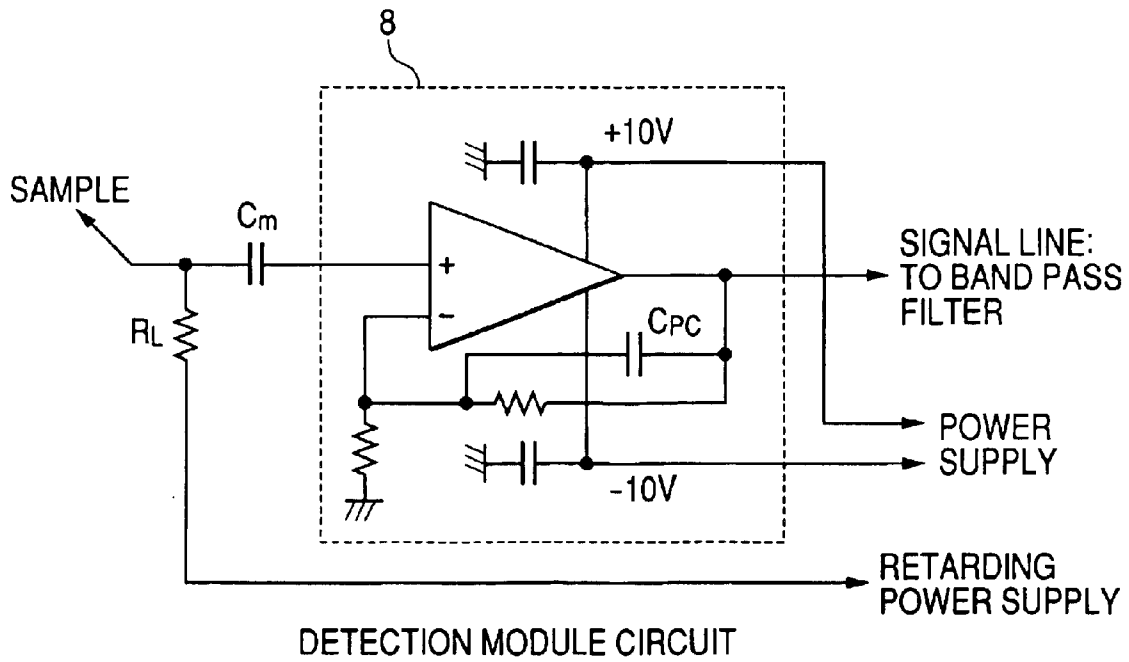 8
+10V
SAMPLE
Cm
+
SIGNAL LINE:
TO BAND PASS
FILTER
−
RL
CPC
POWER
SUPPLY
−10V
RETARDING
POWER SUPPLY
DETECTION MODULE CIRCUIT